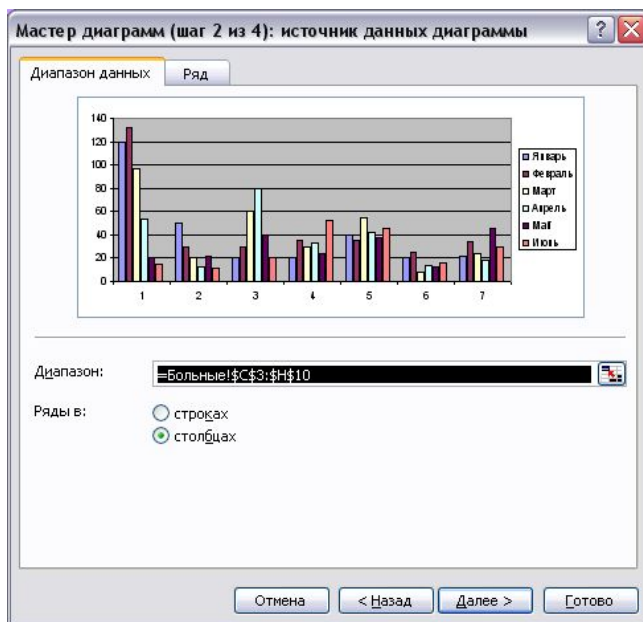 Мастер диаграмм (шаг 2 из 4): источник данных диаграммы
Диапазон данных
Ряд
140
120
100
80
60
40
20
0
1 2 3 4 5 6 7
Январь
Февраль
Март
Апрель
Май
Июнь
Диапазон: =Больные!$C$3:$H$10
Ряды в: строках
столбцах
Отмена < Назад Далее > Готово